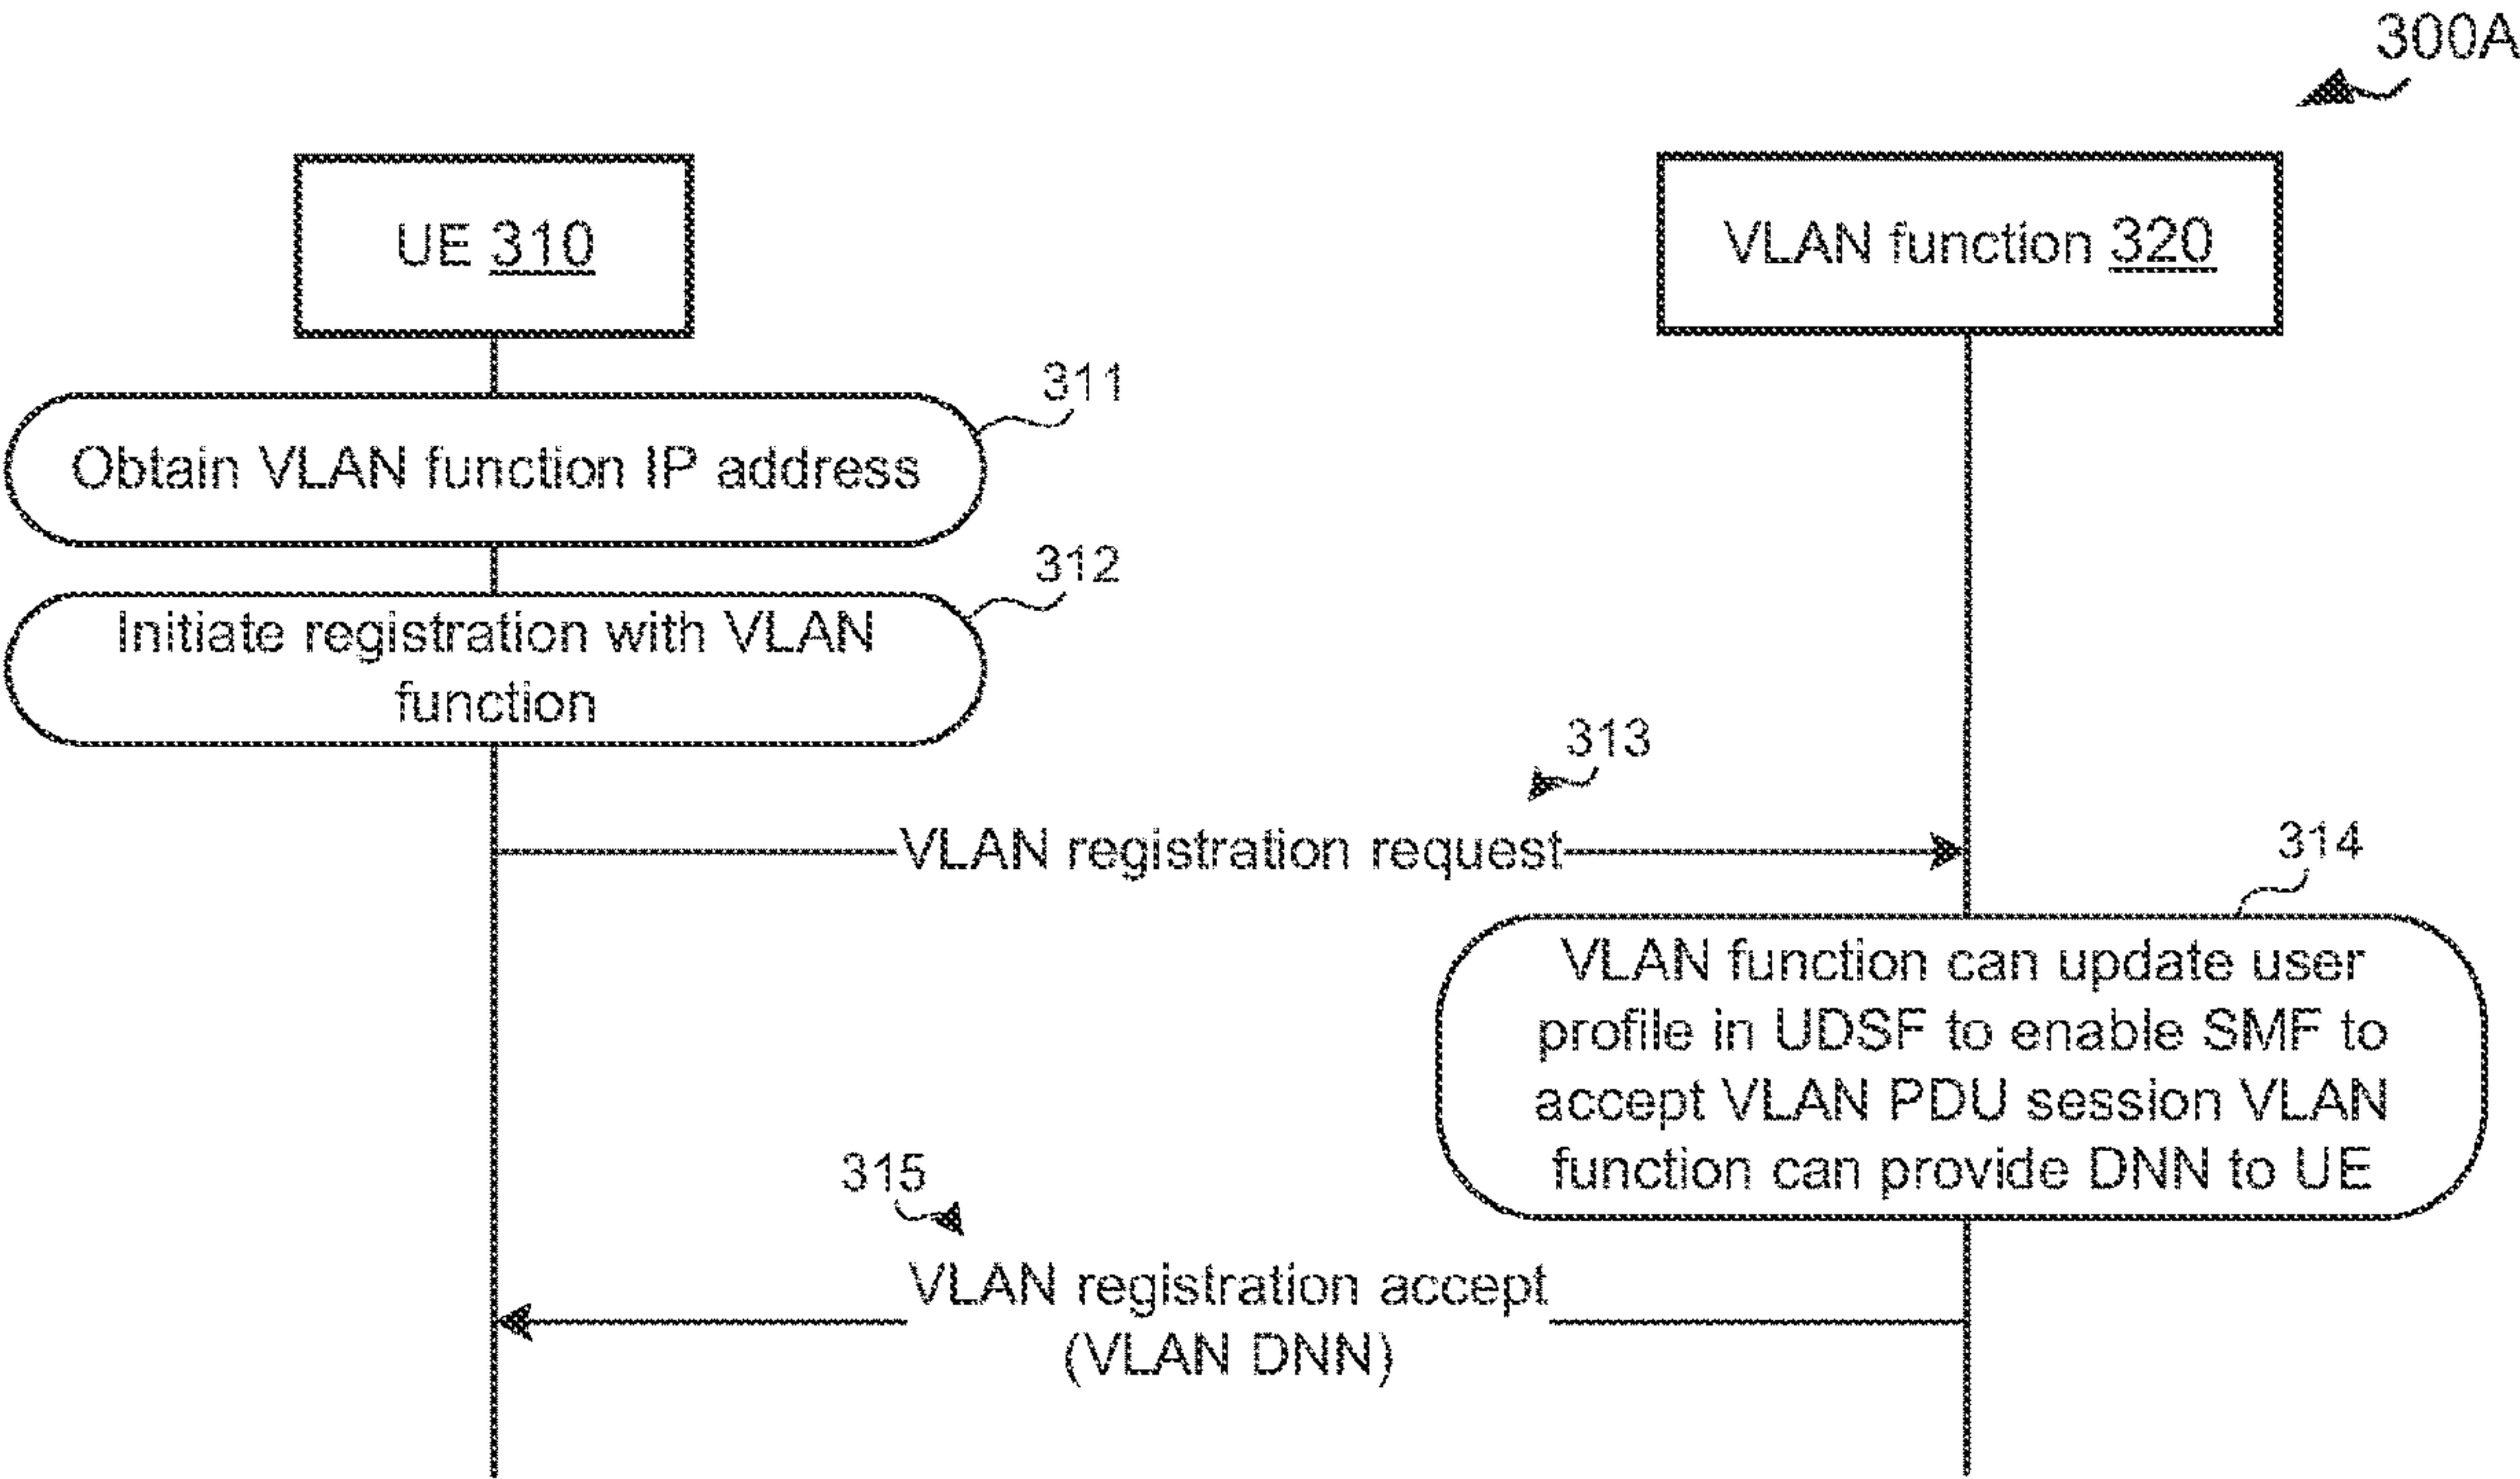 300A
UE 310
VLAN function 320
311
Obtain VLAN function IP address
312
Initiate registration with VLAN
function
313
VLAN registration request
314
VLAN function can update user
profile in UDSF to enable SMF to
accept VLAN PDU session VLAN
function can provide DNN to UE
315
VLAN registration accept
(VLAN DNN)